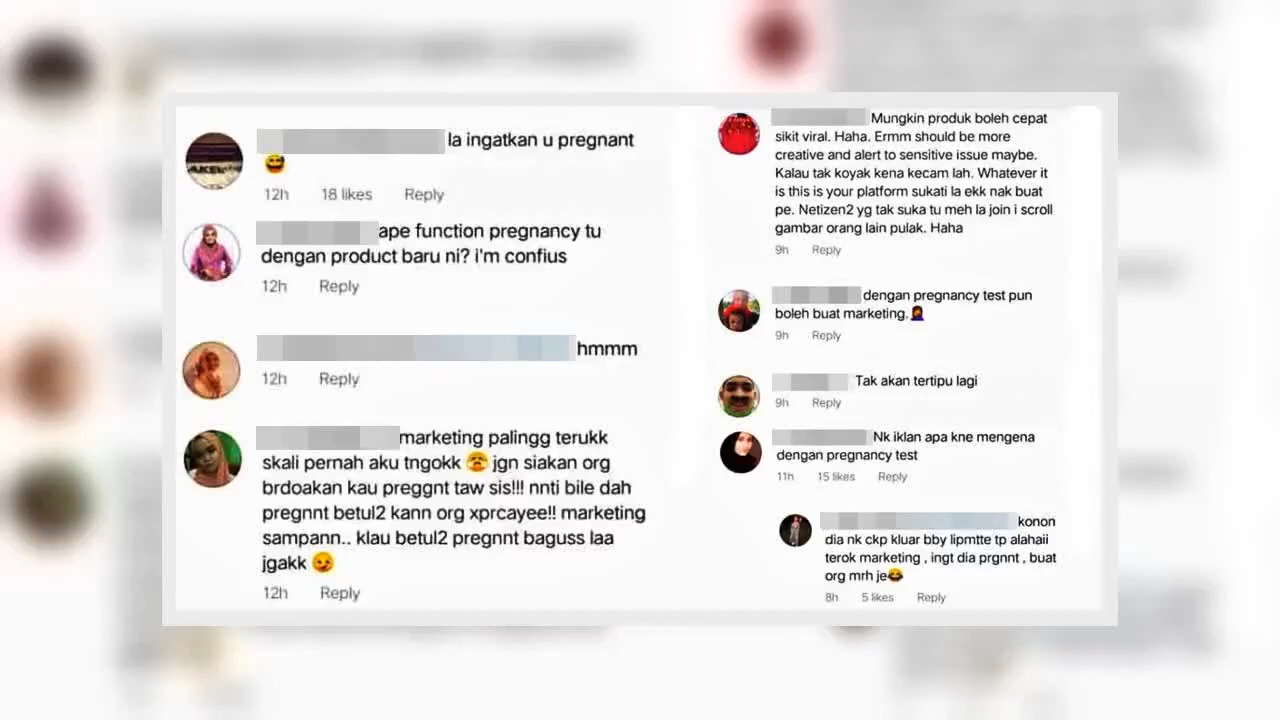 la ingatkan u pregnant
😆
12h 18 likes Reply
ape function pregnancy tu
dengan product baru ni? i'm confius
12h Reply
hmmm
12h Reply
marketing palingg terukk
skali pernah aku tngokk 😤 jgn siakan org
brdoakan kau preggnt taw sis!!! nnti bile dah
pregnnt betul2 kann org xprcayee!! marketing
sampann.. klau betul2 pregnnt baguss laa
jgakk 😏
12h Reply
Mungkin produk boleh cepat
sikit viral. Haha. Ermm should be more
creative and alert to sensitive issue maybe.
Kalau tak koyak kena kecam lah. Whatever it
is this is your platform sukati la ekk nak buat
pe. Netizen2 yg tak suka tu meh la join i scroll
gambar orang lain pulak. Haha
9h Reply
dengan pregnancy test pun
boleh buat marketing.🤦‍♀️
9h Reply
Tak akan tertipu lagi
9h Reply
Nk iklan apa kne mengena
dengan pregnancy test
11h 15 likes Reply
konon
dia nk ckp kluar bby lipmtte tp alahaii
terok marketing , ingt dia prgnnt , buat
org mrh je😂
8h 5 likes Reply